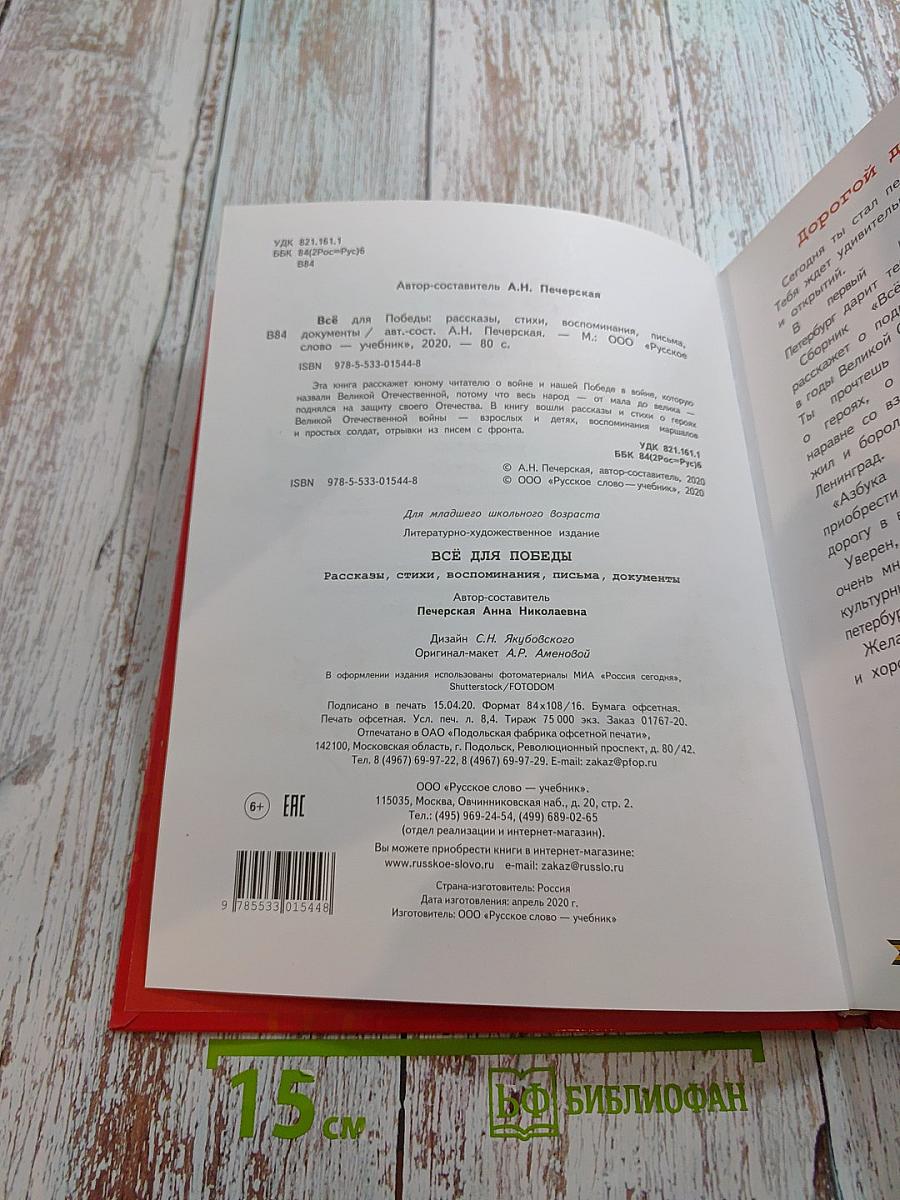 УДК 821.161.1
ББК 84(2Рос=Рус)6
В84
Автор-составитель А.Н. Печерская
Всё для Победы: рассказы, стихи, воспоминания, письма,
В84 документы / авт.-сост. А.Н. Печерская. — М.: ООО «Русское
слово — учебник», 2020. — 80 с.
ISBN 978-5-533-01544-8
Эта книга расскажет юному читателю о войне и нашей Победе в войне, которую
назвали Великой Отечественной, потому что весь народ — от мала до велика —
поднялся на защиту своего Отечества. В книгу вошли рассказы и стихи о героях
Великой Отечественной войны — взрослых и детях, воспоминания маршалов
и простых солдат, отрывки из писем с фронта.
УДК 821.161.1
ББК 84(2Рос=Рус)6
© А.Н. Печерская, автор-составитель, 2020
ISBN 978-5-533-01544-8
© ООО «Русское слово — учебник», 2020
Для младшего школьного возраста
Литературно-художественное издание
ВСЁ ДЛЯ ПОБЕДЫ
Рассказы, стихи, воспоминания, письма, документы
Автор-составитель
Печерская Анна Николаевна
Дизайн С.Н. Якубовского
Оригинал-макет А.Р. Аменовой
В оформлении издания использованы фотоматериалы МИА «Россия сегодня»,
Shutterstock/FOTODOM
Подписано в печать 15.04.20. Формат 84х108/16. Бумага офсетная.
Печать офсетная. Усл. печ. л. 8,4. Тираж 75 000 экз. Заказ 01767-20.
Отпечатано в ОАО «Подольская фабрика офсетной печати»,
142100, Московская область, г. Подольск, Революционный проспект, д. 80/42.
Тел. 8 (4967) 69-97-22, 8 (4967) 69-97-29. E-mail: zakaz@pfop.ru
ООО «Русское слово — учебник».
115035, Москва, Овчинниковская наб., д. 20, стр. 2.
Тел.: (495) 969-24-54, (499) 689-02-65
(отдел реализации и интернет-магазин).
6+ ЕАС
Вы можете приобрести книги в интернет-магазине:
www.russkoe-slovo.ru e-mail: zakaz@russlo.ru
Страна-изготовитель: Россия
Дата изготовления: апрель 2020 г.
Изготовитель: ООО «Русское слово — учебник»
9 785533 015448
дорогой
Сегодня ты стал
Тебя ждет
и открытий.
В первый
Петербург дарит
Сборник «Всё
расскажет о
в годы Великой
Ты прочтёшь
о героях, о
наравне со
жил и
Ленинград.
«Азбука
приобрести
дорогу в
Уверен,
очень
и
15 см
БФ БИБЛИОФАН